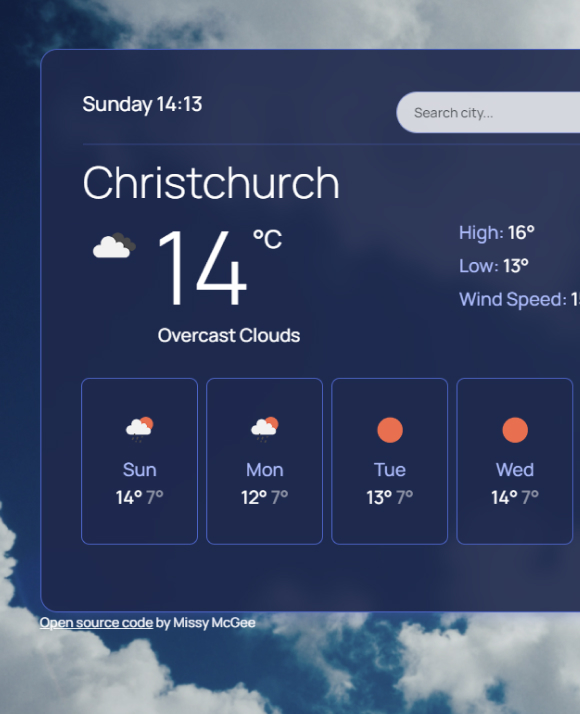 Sunday 14:13
Search city...
Christchurch
14 °C
Overcast Clouds
High: 16°
Low: 13°
Wind Speed: 1
Sun
14° 7°
Mon
12° 7°
Tue
13° 7°
Wed
14° 7°
Open source code by Missy McGee